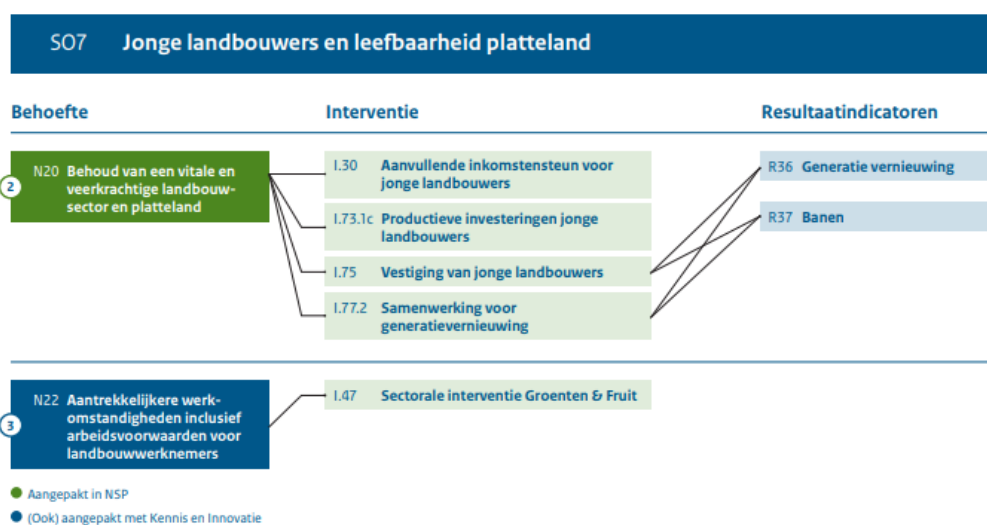 SO7 Jonge landbouwers en leefbaarheid platteland
Behoefte
Interventie
Resultaatindicatoren
2
N20 Behoud van een vitale en
veerkrachtige landbouw-
sector en platteland
I.30 Aanvullende inkomstensteun voor
jonge landbouwers
I.73.1c Productieve investeringen jonge
landbouwers
I.75 Vestiging van jonge landbouwers
I.77.2 Samenwerking voor
generatievernieuwing
R36 Generatie vernieuwing
R37 Banen
3
N22 Aantrekkelijkere werk-
omstandigheden inclusief
arbeidsvoorwaarden voor
landbouwwerknemers
I.47 Sectorale interventie Groenten & Fruit
Aangepakt in NSP
(Ook) aangepakt met Kennis en Innovatie